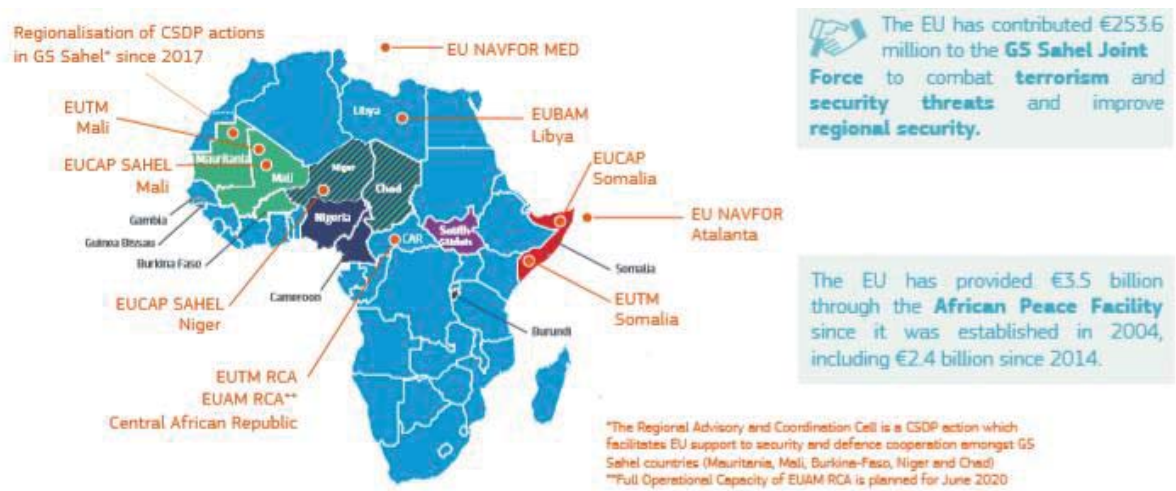 Regionalisation of CSDP actions
in G5 Sahel* since 2017
EU NAVFOR MED
EUTM
Mali
EUCAP SAHEL
Mali
EUBAM
Libya
EUCAP
Somalia
EU NAVFOR
Atalanta
EUTM
Somalia
EUCAP SAHEL
Niger
EUTM RCA
EUAM RCA**
Central African Republic
Libya
Mauritania
Mali
Niger
Chad
Nigeria
CAR
South
Gambia
Guinea Bissau
Burkina Faso
Cameroon
Somalia
Burundi
The EU has contributed €253.6
million to the G5 Sahel Joint
Force to combat terrorism and
security threats and improve
regional security.
The EU has provided €3.5 billion
through the African Peace Facility
since it was established in 2004,
including €2.4 billion since 2014.
*The Regional Advisory and Coordination Cell is a CSDP action which
facilitates EU support to security and defence cooperation amongst G5
Sahel countries (Mauritania, Mali, Burkina-Faso, Niger and Chad)
**Full Operational Capacity of EUAM RCA is planned for June 2020